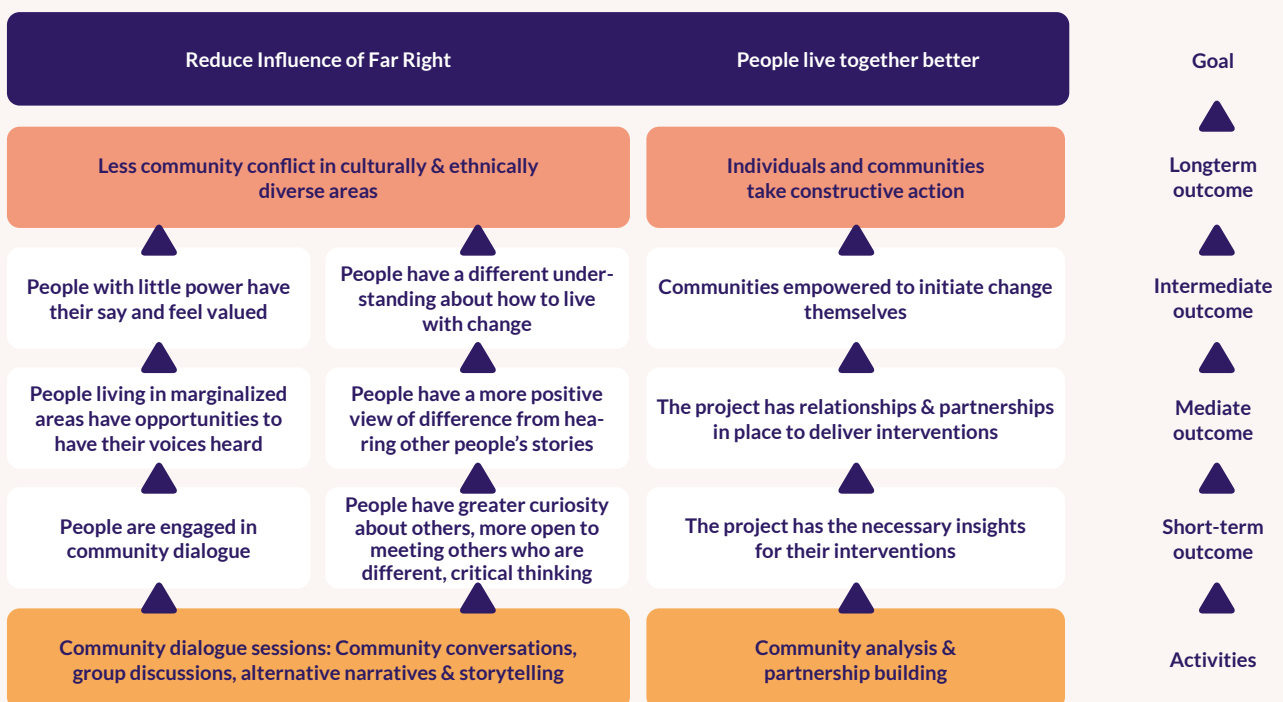 Reduce Influence of Far Right
People live together better
Goal
Less community conflict in culturally & ethnically
diverse areas
Individuals and communities
take constructive action
Longterm
outcome
People with little power have
their say and feel valued
People have a different under-
standing about how to live
with change
Communities empowered to initiate change
themselves
Intermediate
outcome
People living in marginalized
areas have opportunities to
have their voices heard
People have a more positive
view of difference from hea-
ring other people’s stories
The project has relationships & partnerships
in place to deliver interventions
Mediate
outcome
People are engaged in
community dialogue
People have greater curiosity
about others, more open to
meeting others who are
different, critical thinking
The project has the necessary insights
for their interventions
Short-term
outcome
Community dialogue sessions: Community conversations,
group discussions, alternative narratives & storytelling
Community analysis &
partnership building
Activities